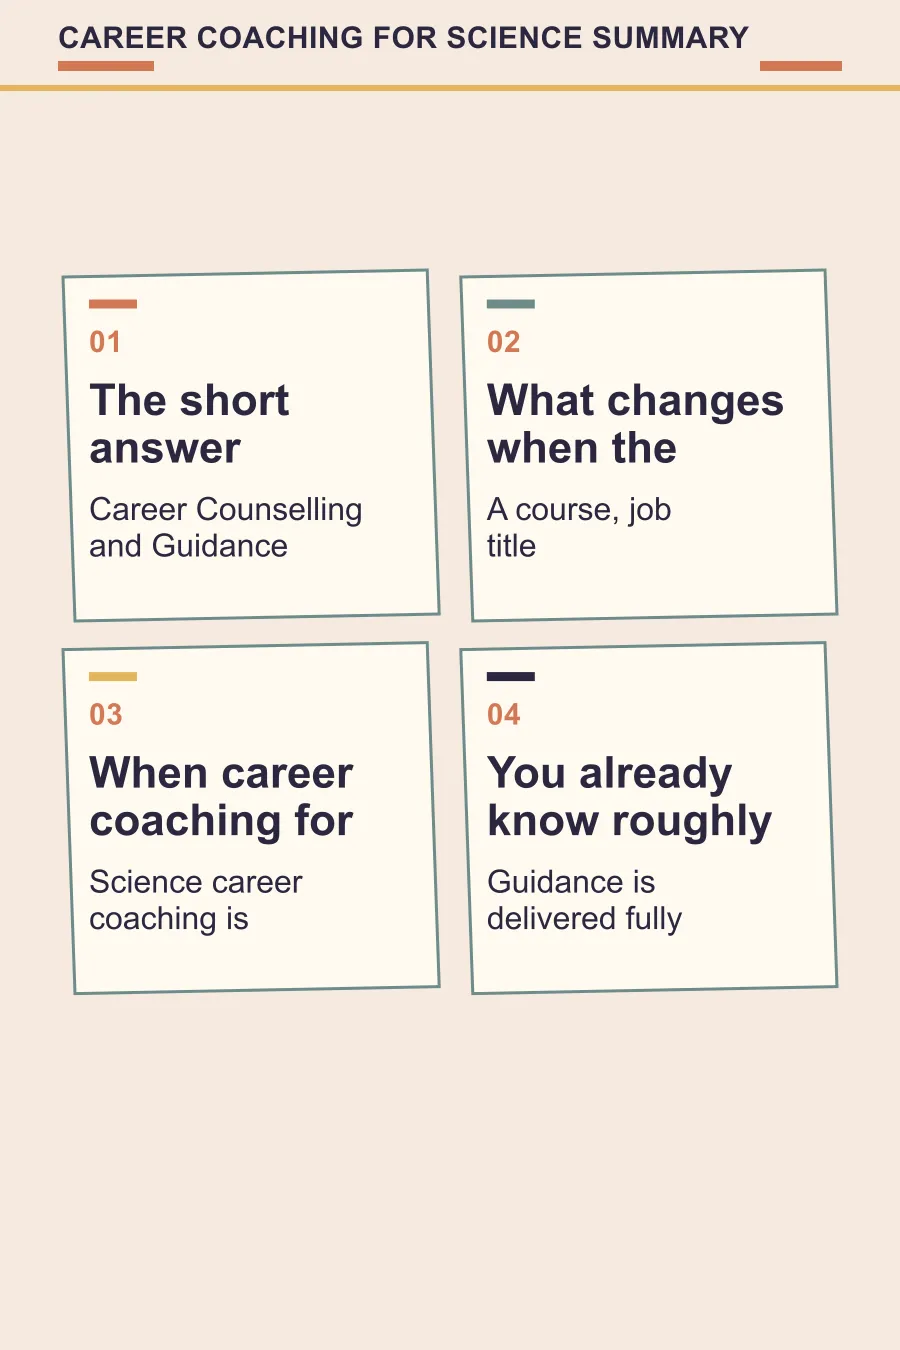 CAREER COACHING FOR SCIENCE SUMMARY
01
The short
answer
Career Counselling
and Guidance
02
What changes
when the
A course, job
title
03
When career
coaching for
Science career
coaching is
04
You already
know roughly
Guidance is
delivered fully